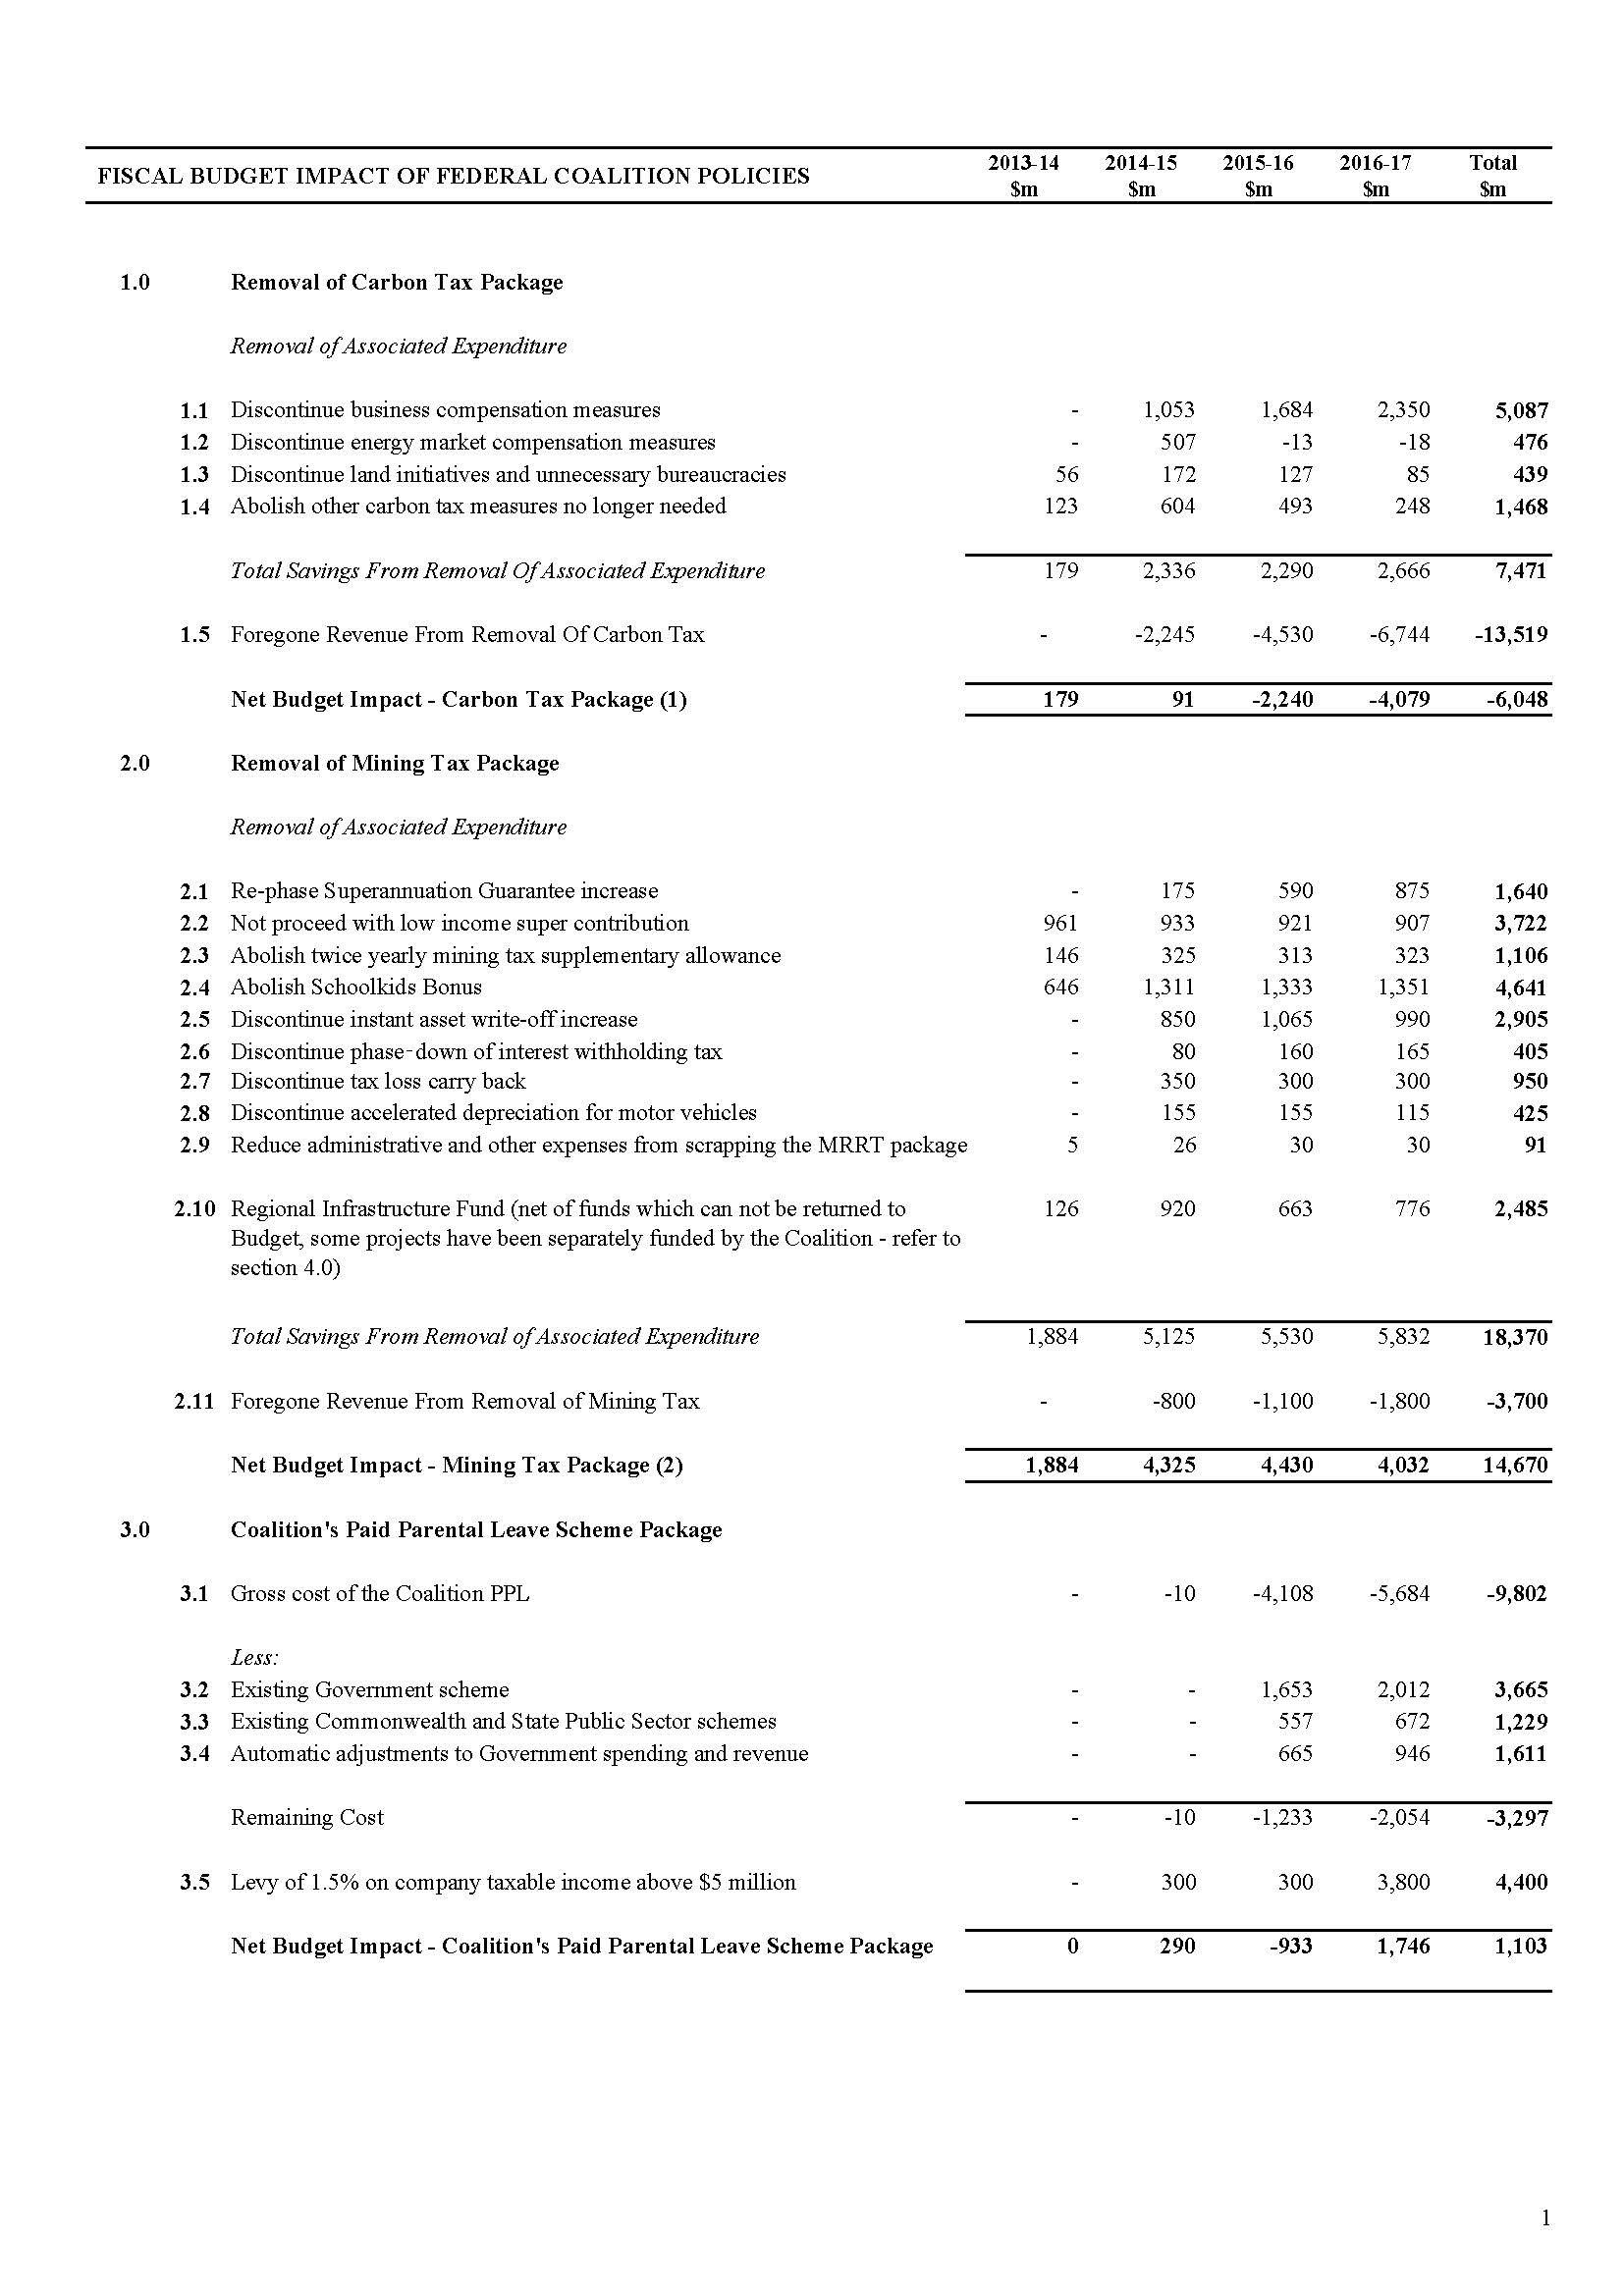 FISCAL BUDGET IMPACT OF FEDERAL COALITION POLICIES 2013-14 2014-15 2015-16 2016-17 Total
$m $m $m $m $m
1.0 Removal of Carbon Tax Package
Removal of Associated Expenditure
1.1 Discontinue business compensation measures - 1,053 1,684 2,350 5,087
1.2 Discontinue energy market compensation measures - 507 -13 -18 476
1.3 Discontinue land initiatives and unnecessary bureaucracies 56 172 127 85 439
1.4 Abolish other carbon tax measures no longer needed 123 604 493 248 1,468
Total Savings From Removal Of Associated Expenditure 179 2,336 2,290 2,666 7,471
1.5 Foregone Revenue From Removal Of Carbon Tax - -2,245 -4,530 -6,744 -13,519
Net Budget Impact - Carbon Tax Package (1) 179 91 -2,240 -4,079 -6,048
2.0 Removal of Mining Tax Package
Removal of Associated Expenditure
2.1 Re-phase Superannuation Guarantee increase - 175 590 875 1,640
2.2 Not proceed with low income super contribution 961 933 921 907 3,722
2.3 Abolish twice yearly mining tax supplementary allowance 146 325 313 323 1,106
2.4 Abolish Schoolkids Bonus 646 1,311 1,333 1,351 4,641
2.5 Discontinue instant asset write-off increase - 850 1,065 990 2,905
2.6 Discontinue phase-down of interest withholding tax - 80 160 165 405
2.7 Discontinue tax loss carry back - 350 300 300 950
2.8 Discontinue accelerated depreciation for motor vehicles - 155 155 115 425
2.9 Reduce administrative and other expenses from scrapping the MRRT package 5 26 30 30 91
2.10 Regional Infrastructure Fund (net of funds which can not be returned to 126 920 663 776 2,485
Budget, some projects have been separately funded by the Coalition - refer to
section 4.0)
Total Savings From Removal of Associated Expenditure 1,884 5,125 5,530 5,832 18,370
2.11 Foregone Revenue From Removal of Mining Tax - -800 -1,100 -1,800 -3,700
Net Budget Impact - Mining Tax Package (2) 1,884 4,325 4,430 4,032 14,670
3.0 Coalition's Paid Parental Leave Scheme Package
3.1 Gross cost of the Coalition PPL - -10 -4,108 -5,684 -9,802
Less:
3.2 Existing Government scheme - - 1,653 2,012 3,665
3.3 Existing Commonwealth and State Public Sector schemes - - 557 672 1,229
3.4 Automatic adjustments to Government spending and revenue - - 665 946 1,611
Remaining Cost - -10 -1,233 -2,054 -3,297
3.5 Levy of 1.5% on company taxable income above $5 million - 300 300 3,800 4,400
Net Budget Impact - Coalition's Paid Parental Leave Scheme Package 0 290 -933 1,746 1,103
1